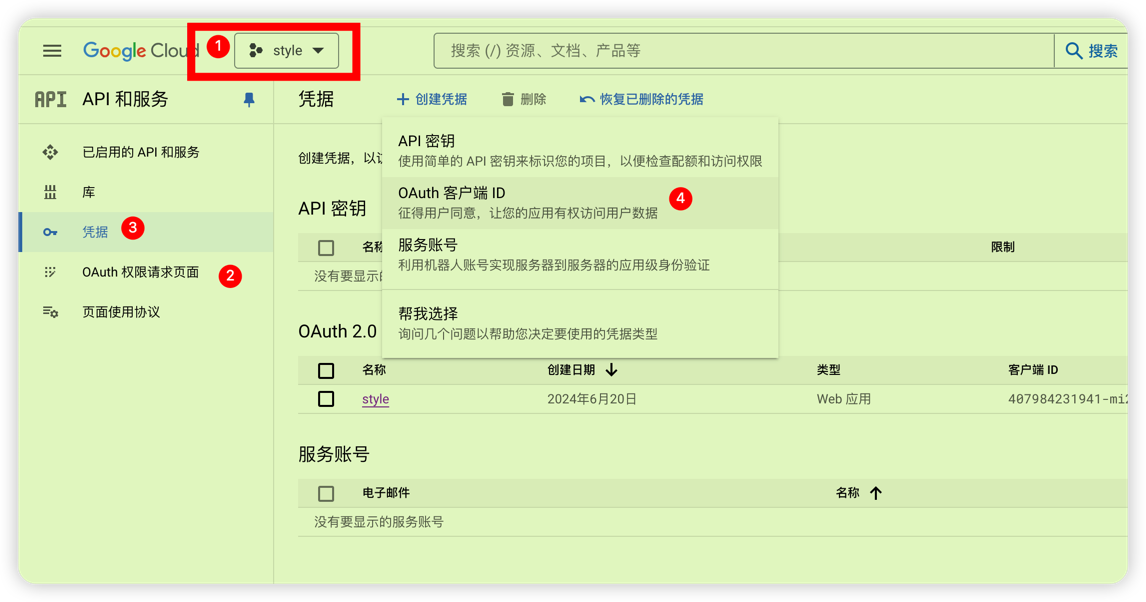 Google Cloud
1
style
搜索 (/) 资源、文档、产品等
搜索
API
API 和服务
凭据
创建凭据
删除
恢复已删除的凭据
已启用的 API 和服务
库
凭据
3
OAuth 权限请求页面
2
页面使用协议
创建凭据，以
API 密钥
使用简单的 API 密钥来标识您的项目，以便检查配额和访问权限
OAuth 客户端 ID
4
征得用户同意，让您的应用有权访问用户数据
服务账号
利用机器人账号实现服务器到服务器的应用级身份验证
帮我选择
询问几个问题以帮助您决定要使用的凭据类型
API 密钥
名称
限制
没有要显示的
OAuth 2.0
名称
创建日期
类型
客户端 ID
style
2024年6月20日
Web 应用
407984231941-mi2
服务账号
电子邮件
名称
没有要显示的服务账号